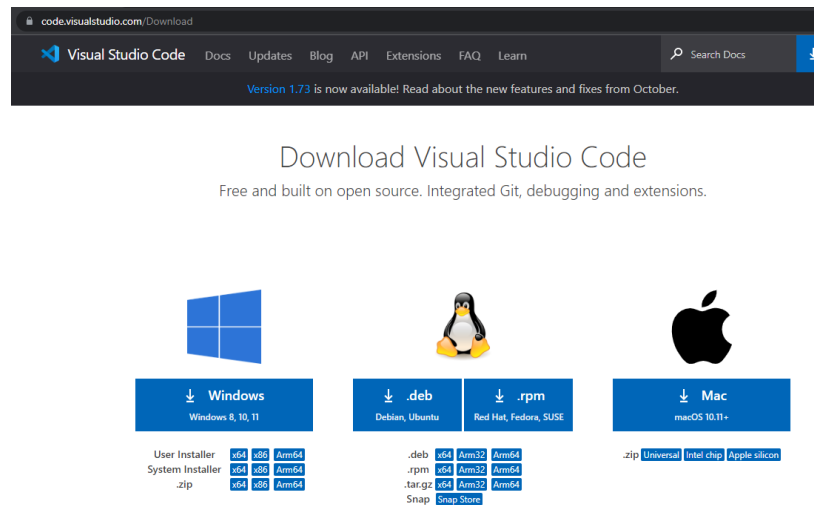 code.visualstudio.com/Download
Visual Studio Code Docs Updates Blog API Extensions FAQ Learn Search Docs
Version 1.73 is now available! Read about the new features and fixes from October.
Download Visual Studio Code
Free and built on open source. Integrated Git, debugging and extensions.
Windows
Windows 8, 10, 11
User Installer x64 x86 Arm64
System Installer x64 x86 Arm64
.zip x64 x86 Arm64
.deb
Debian, Ubuntu
.rpm
Red Hat, Fedora, SUSE
.deb x64 Arm32 Arm64
.rpm x64 Arm32 Arm64
.tar.gz x64 Arm32 Arm64
Snap Snap Store
Mac
macOS 10.11+
.zip Universal Intel chip Apple silicon